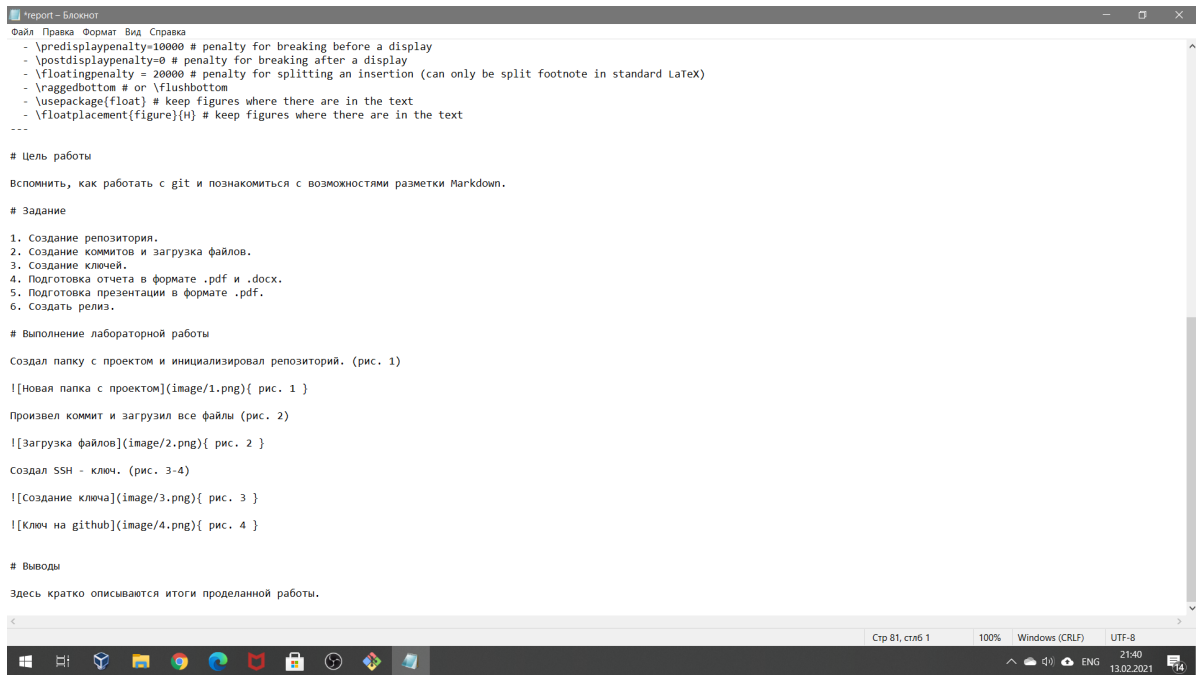 *report – Блокнот
Файл Правка Формат Вид Справка
- \predisplaypenalty=10000 # penalty for breaking before a display
- \postdisplaypenalty=0 # penalty for breaking after a display
- \floatingpenalty = 20000 # penalty for splitting an insertion (can only be split footnote in standard LaTeX)
- \raggedbottom # or \flushbottom
- \usepackage{float} # keep figures where there are in the text
- \floatplacement{figure}{H} # keep figures where there are in the text
---
# Цель работы
Вспомнить, как работать с git и познакомиться с возможностями разметки Markdown.
# Задание
1. Создание репозитория.
2. Создание коммитов и загрузка файлов.
3. Создание ключей.
4. Подготовка отчета в формате .pdf и .docx.
5. Подготовка презентации в формате .pdf.
6. Создать релиз.
# Выполнение лабораторной работы
Создал папку с проектом и инициализировал репозиторий. (рис. 1)
![Новая папка с проектом](image/1.png){ рис. 1 }
Произвел коммит и загрузил все файлы (рис. 2)
![Загрузка файлов](image/2.png){ рис. 2 }
Создал SSH - ключ. (рис. 3-4)
![Создание ключа](image/3.png){ рис. 3 }
![Ключ на github](image/4.png){ рис. 4 }
# Выводы
Здесь кратко описываются итоги проделанной работы.
Стр 81, стлб 1 100% Windows (CRLF) UTF-8
ENG 21:40
13.02.2021 14